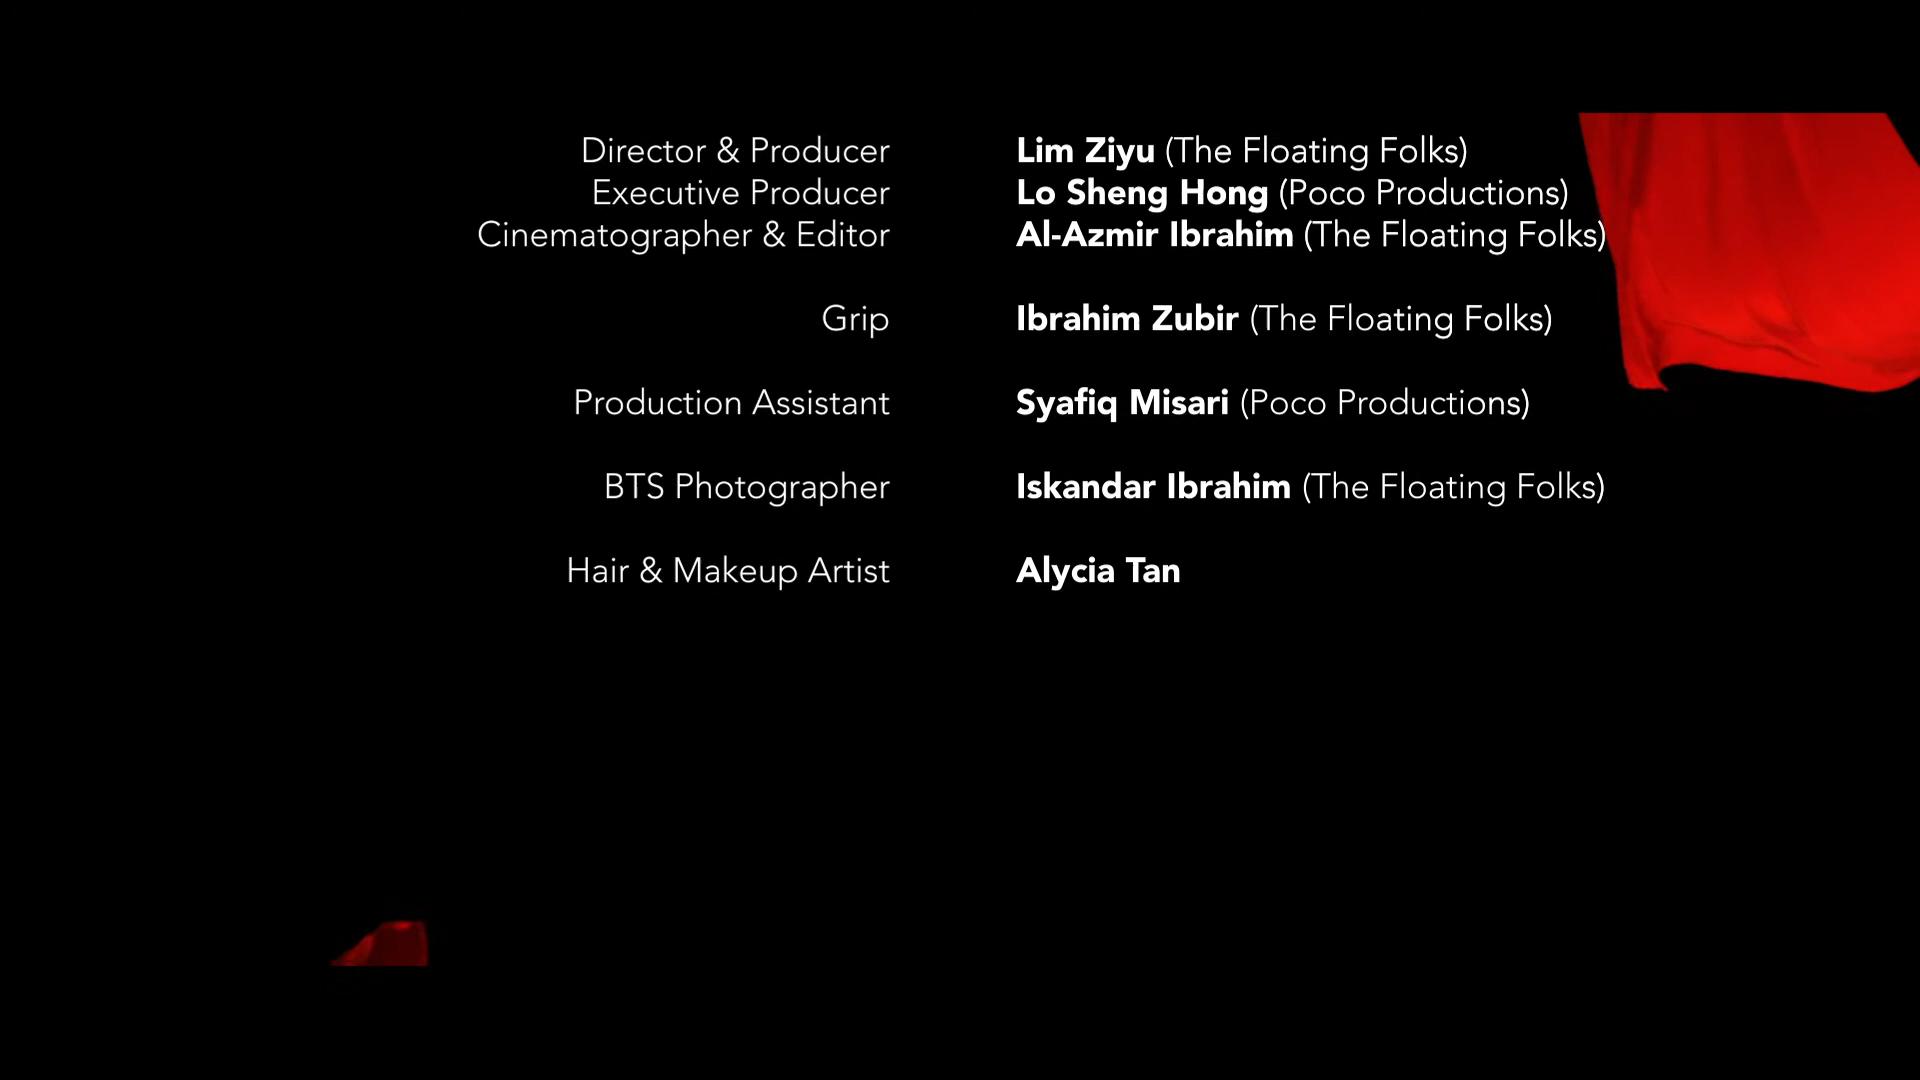 Director & Producer Lim Ziyu (The Floating Folks)
Executive Producer Lo Sheng Hong (Poco Productions)
Cinematographer & Editor Al-Azmir Ibrahim (The Floating Folks)
Grip Ibrahim Zubir (The Floating Folks)
Production Assistant Syafiq Misari (Poco Productions)
BTS Photographer Iskandar Ibrahim (The Floating Folks)
Hair & Makeup Artist Alycia Tan